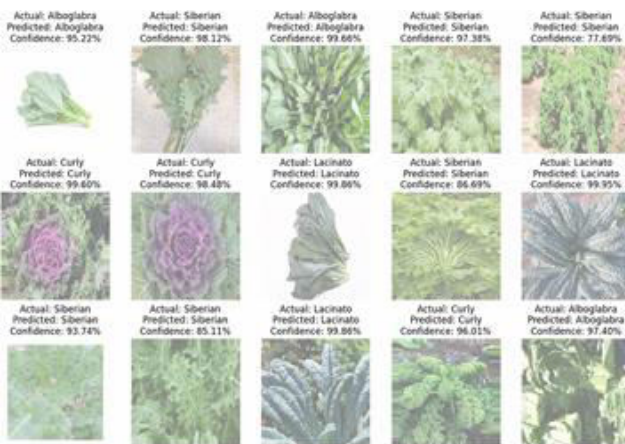 Actual: Alboglabra
Predicted: Alboglabra
Confidence: 95.22%
Actual: Siberian
Predicted: Siberian
Confidence: 98.12%
Actual: Alboglabra
Predicted: Alboglabra
Confidence: 99.66%
Actual: Siberian
Predicted: Siberian
Confidence: 97.38%
Actual: Siberian
Predicted: Siberian
Confidence: 77.69%
Actual: Curly
Predicted: Curly
Confidence: 99.60%
Actual: Curly
Predicted: Curly
Confidence: 98.48%
Actual: Lacinato
Predicted: Lacinato
Confidence: 99.86%
Actual: Siberian
Predicted: Siberian
Confidence: 86.69%
Actual: Lacinato
Predicted: Lacinato
Confidence: 99.95%
Actual: Siberian
Predicted: Siberian
Confidence: 93.74%
Actual: Siberian
Predicted: Siberian
Confidence: 85.11%
Actual: Lacinato
Predicted: Lacinato
Confidence: 99.86%
Actual: Curly
Predicted: Curly
Confidence: 96.01%
Actual: Alboglabra
Predicted: Alboglabra
Confidence: 97.40%